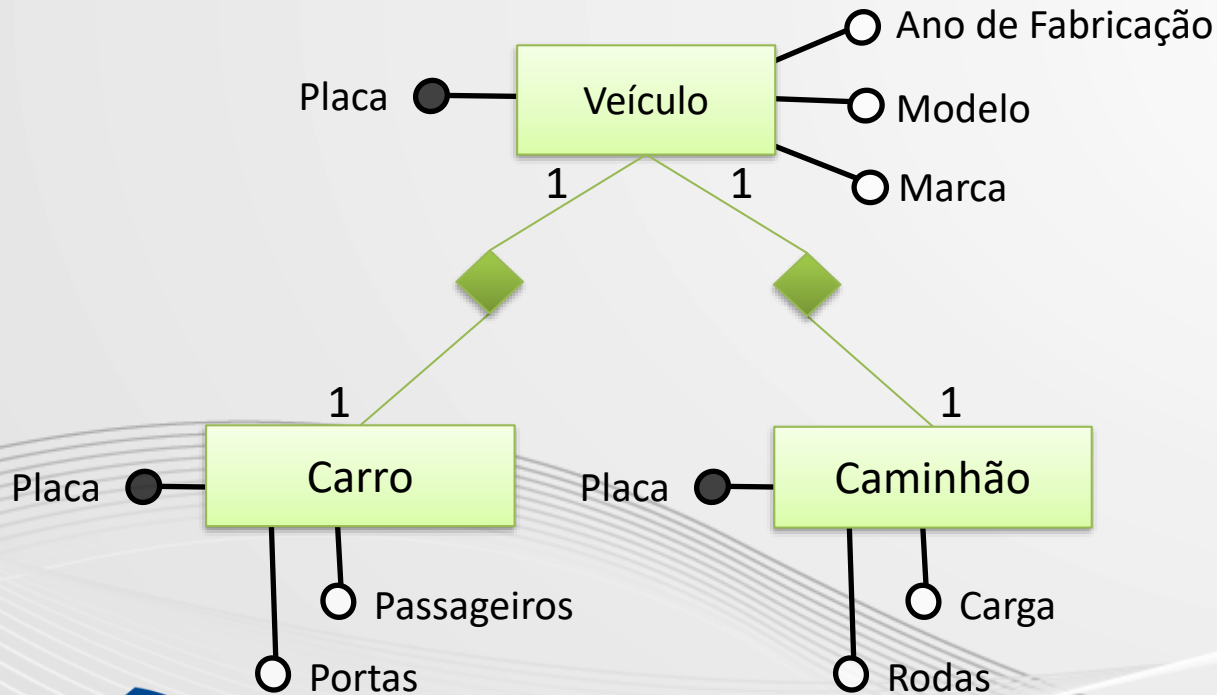 Ano de Fabricação
Placa
Veículo
Modelo
Marca
1
1
1
1
Placa
Carro
Placa
Caminhão
Passageiros
Carga
Portas
Rodas